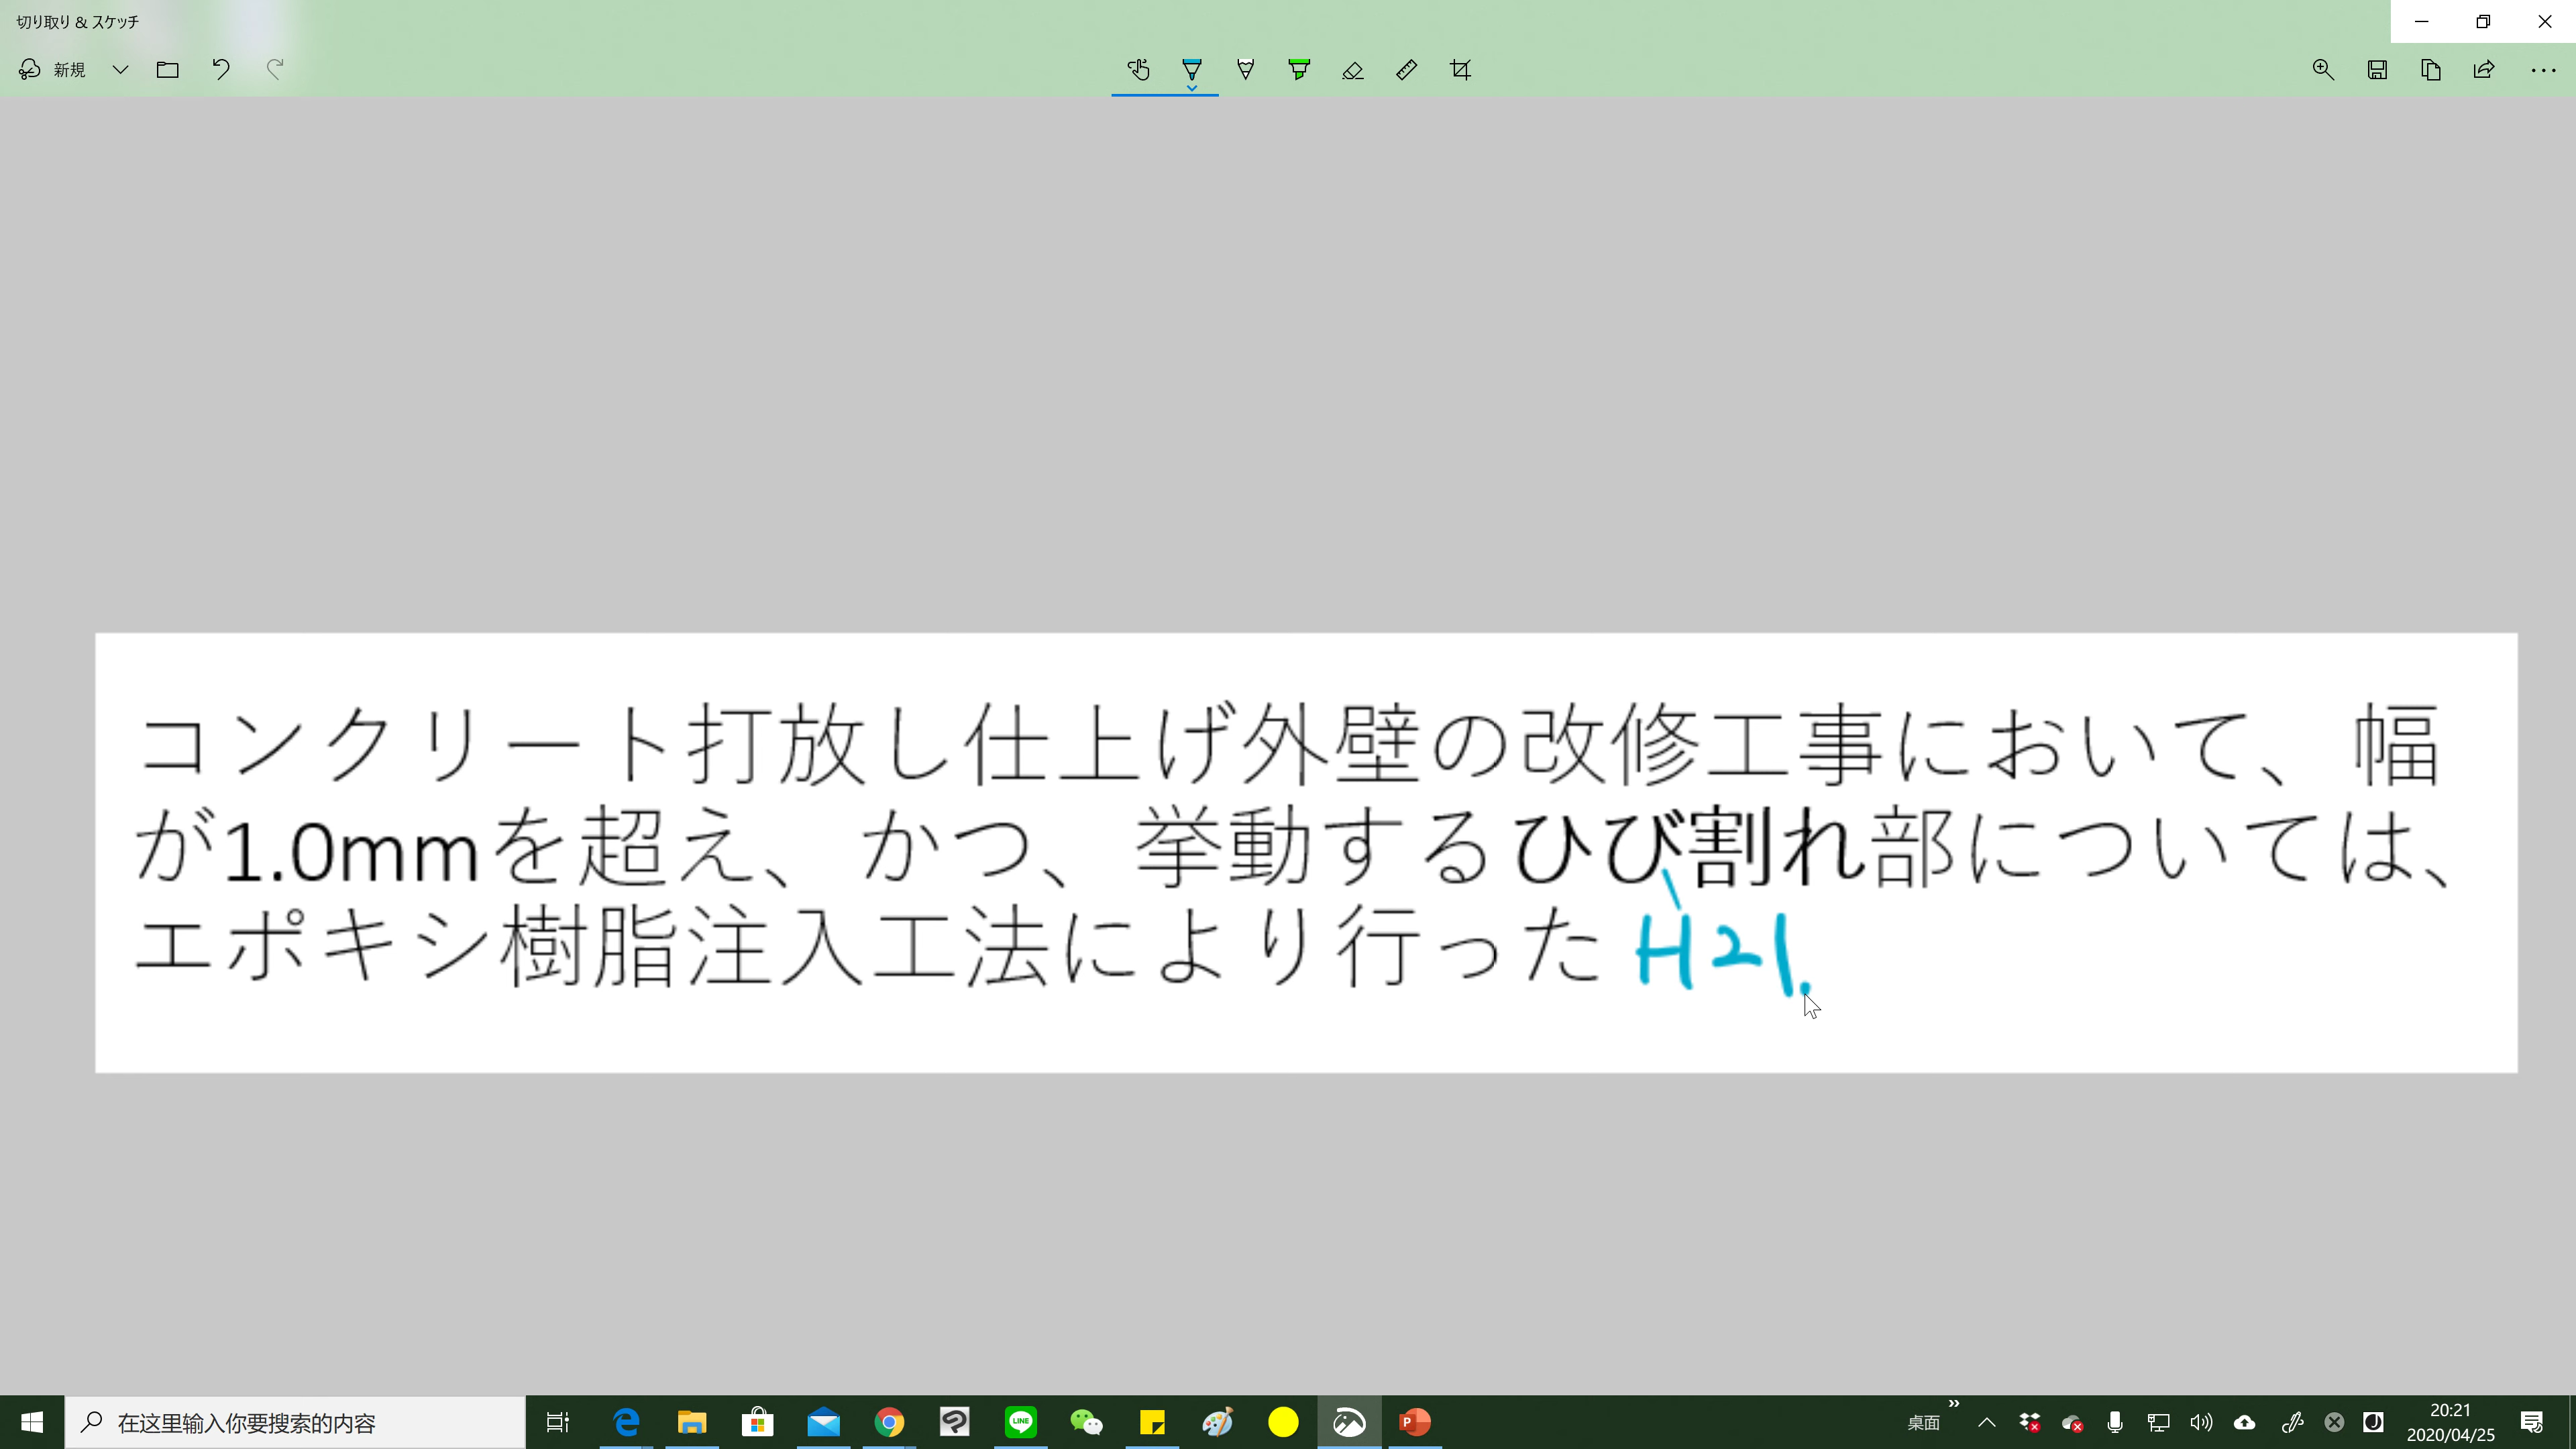 切り取り & スケッチ
新規
コンクリート打放し仕上げ外壁の改修工事において、幅
が1.0mmを超え、かつ、挙動するひび割れ部については、
エポキシ樹脂注入工法により行った H21.
在这里输入你要搜索的内容
LINE
P
桌面
20:21
2020/04/25